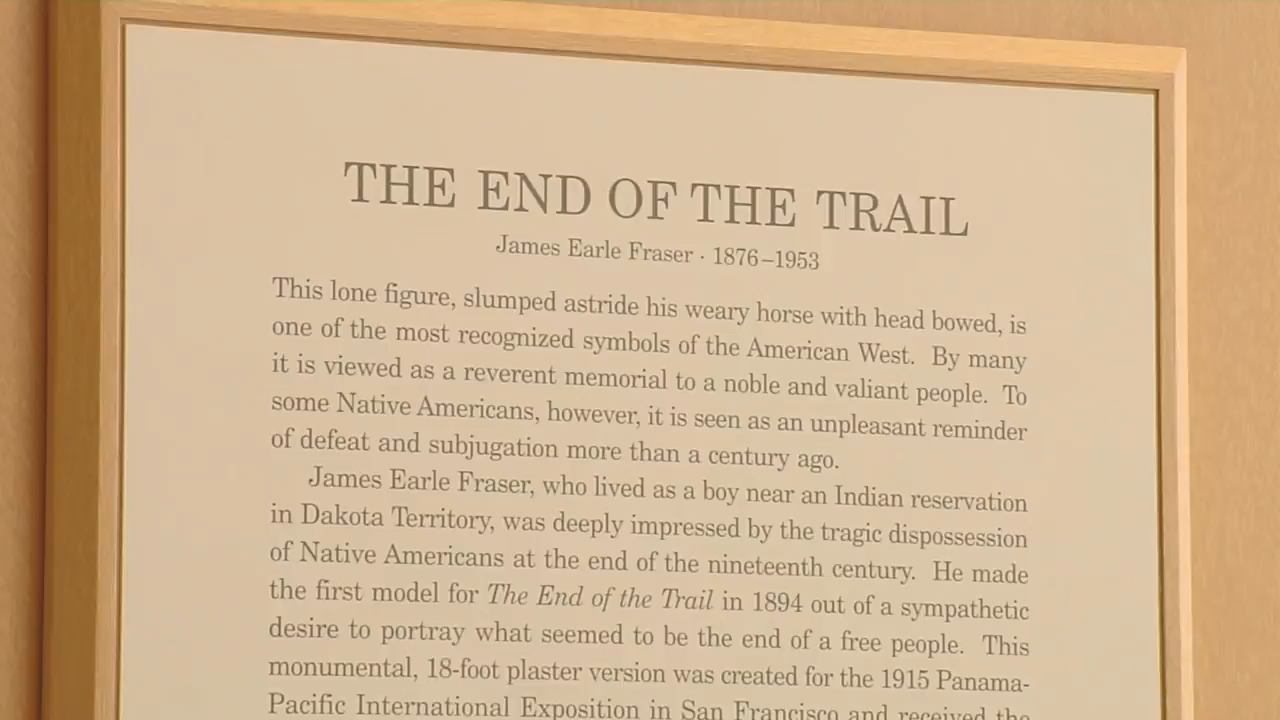 THE END OF THE TRAIL
James Earle Fraser · 1876–1953
This lone figure, slumped astride his weary horse with head bowed, is
one of the most recognized symbols of the American West. By many
it is viewed as a reverent memorial to a noble and valiant people. To
some Native Americans, however, it is seen as an unpleasant reminder
of defeat and subjugation more than a century ago.
James Earle Fraser, who lived as a boy near an Indian reservation
in Dakota Territory, was deeply impressed by the tragic dispossession
of Native Americans at the end of the nineteenth century. He made
the first model for The End of the Trail in 1894 out of a sympathetic
desire to portray what seemed to be the end of a free people. This
monumental, 18-foot plaster version was created for the 1915 Panama-
Pacific International Exposition in San Francisco and received the